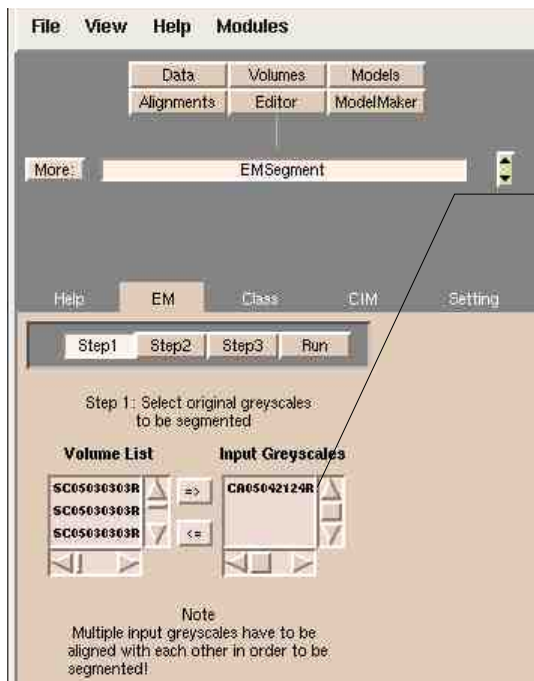 File View Help Modules
Data Volumes Models
Alignments Editor ModelMaker
More: EMSegment
Help EM Class CIM Setting
Step1 Step2 Step3 Run
Step 1: Select original greyscales
to be segmented
Volume List Input Greyscales
SC05030303R => CA05042124R
SC05030303R
SC05030303R <=
Note
Multiple input greyscales have to be
aligned with each other in order to be
segmented!